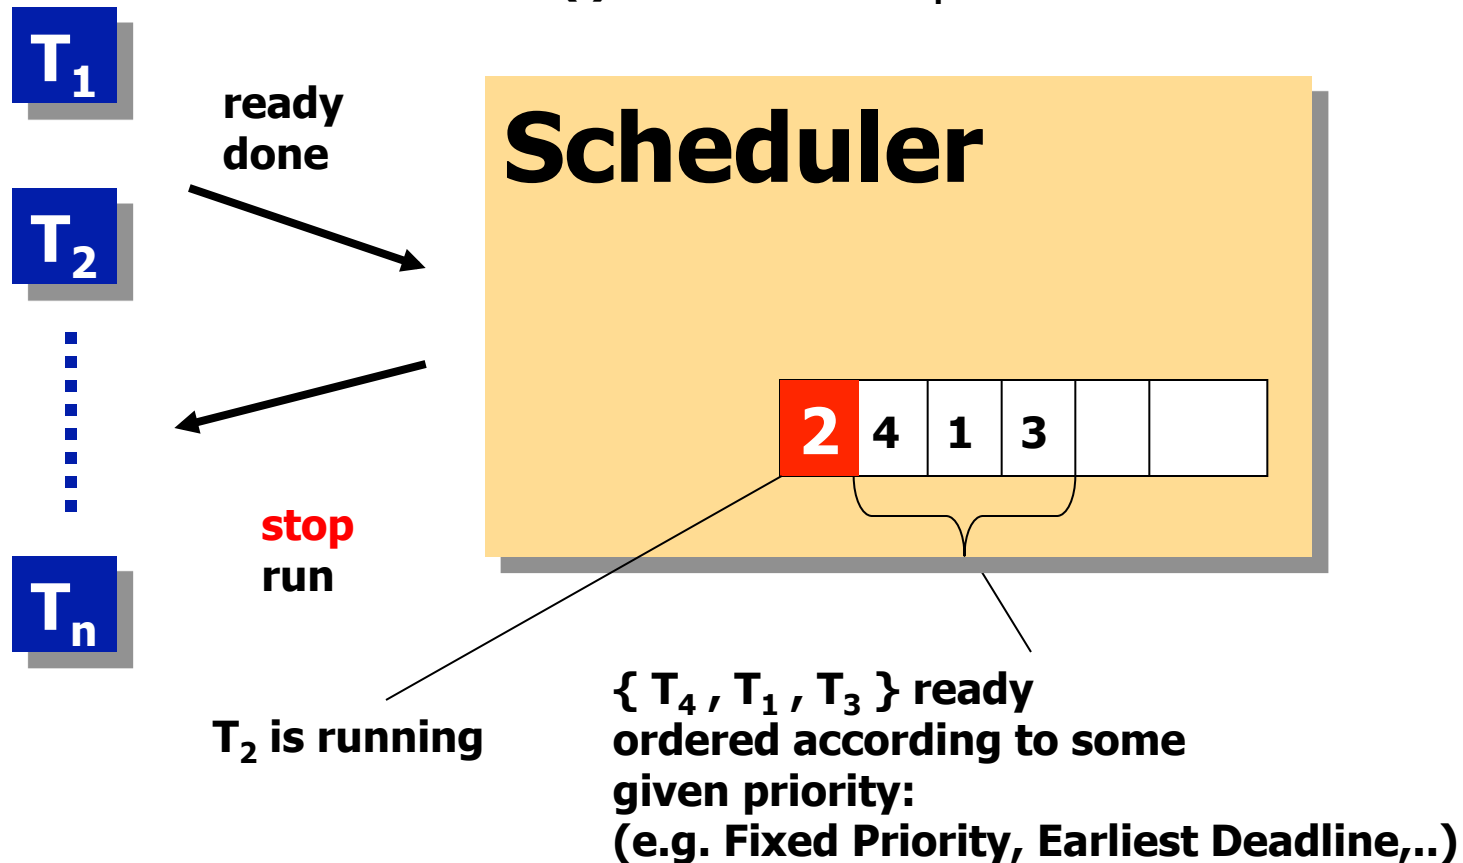 T1
ready
done
Scheduler
T2
2 4 1 3
stop
run
Tn
T2 is running
{ T4 , T1 , T3 } ready
ordered according to some
given priority:
(e.g. Fixed Priority, Earliest Deadline,..)